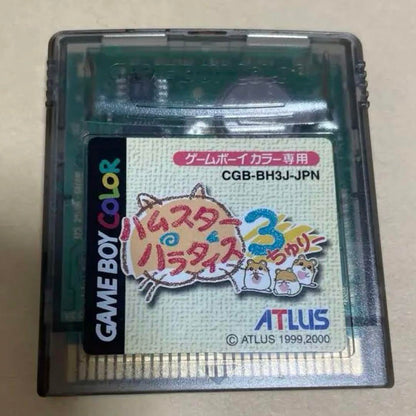 GAME BOY COLOR
ゲームボーイカラー専用
CGB-BH3J-JPN
ハムスター
パラダイス3
ちゅりー
ATLUS
© ATLUS 1999,2000